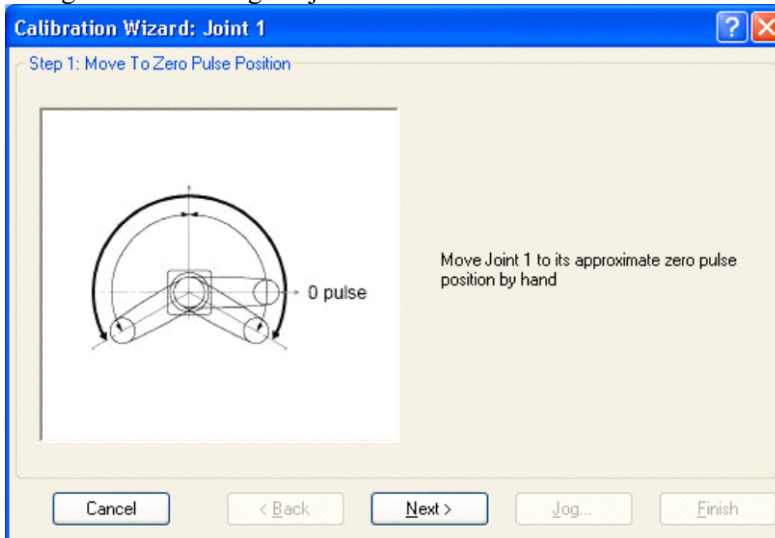 Calibration Wizard: Joint 1
Step 1: Move To Zero Pulse Position
0 pulse
Move Joint 1 to its approximate zero pulse
position by hand
Cancel
< Back
Next >
Jog...
Finish